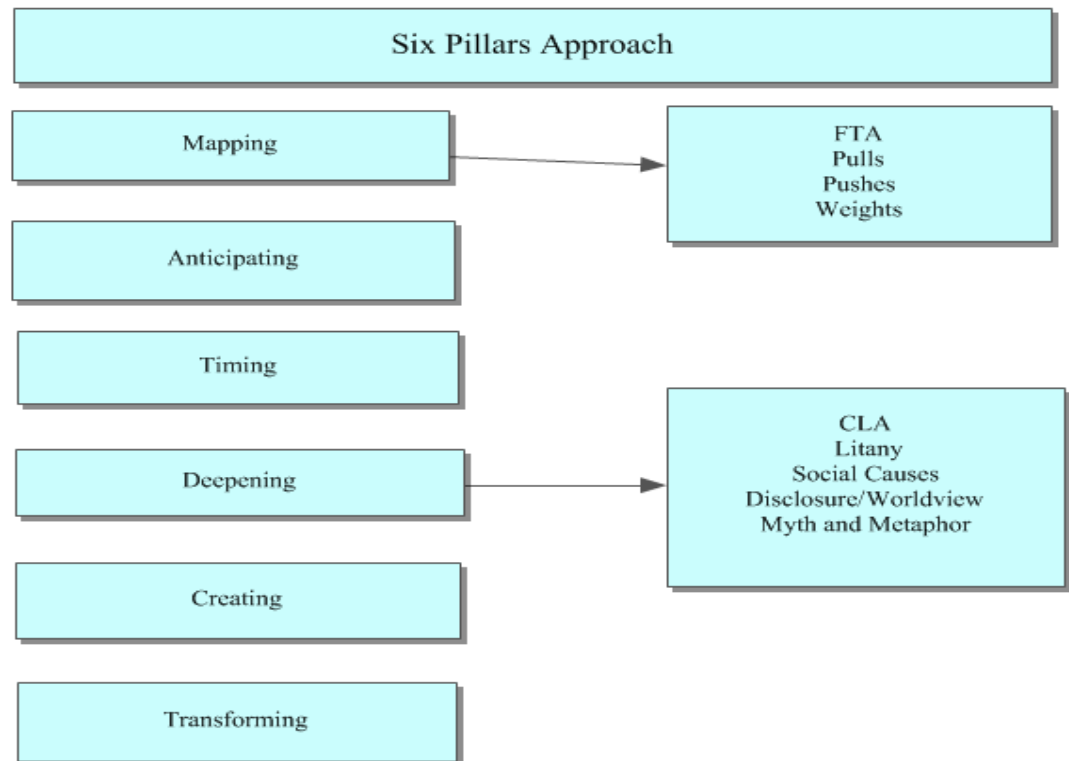 Six Pillars Approach
Mapping
FTA
Pulls
Pushes
Weights
Anticipating
Timing
Deepening
CLA
Litany
Social Causes
Disclosure/Worldview
Myth and Metaphor
Creating
Transforming